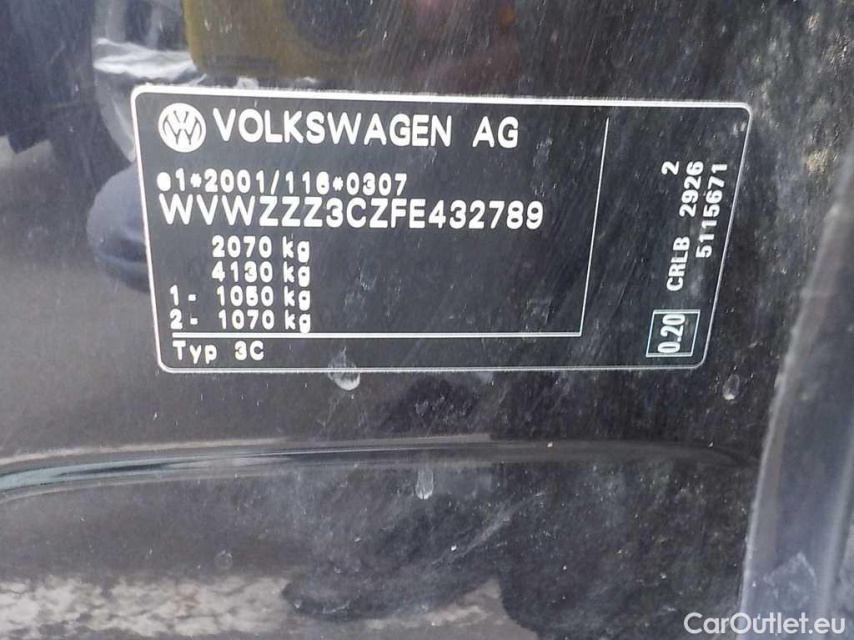 VOLKSWAGEN AG
e1*2001/116*0307
WVWZZZ3CZFE432789
2070 kg
4130 kg
1- 1050 kg
2- 1070 kg
Typ 3C
2
CRLB 2926
5115671
0.20
CarOutlet.eu